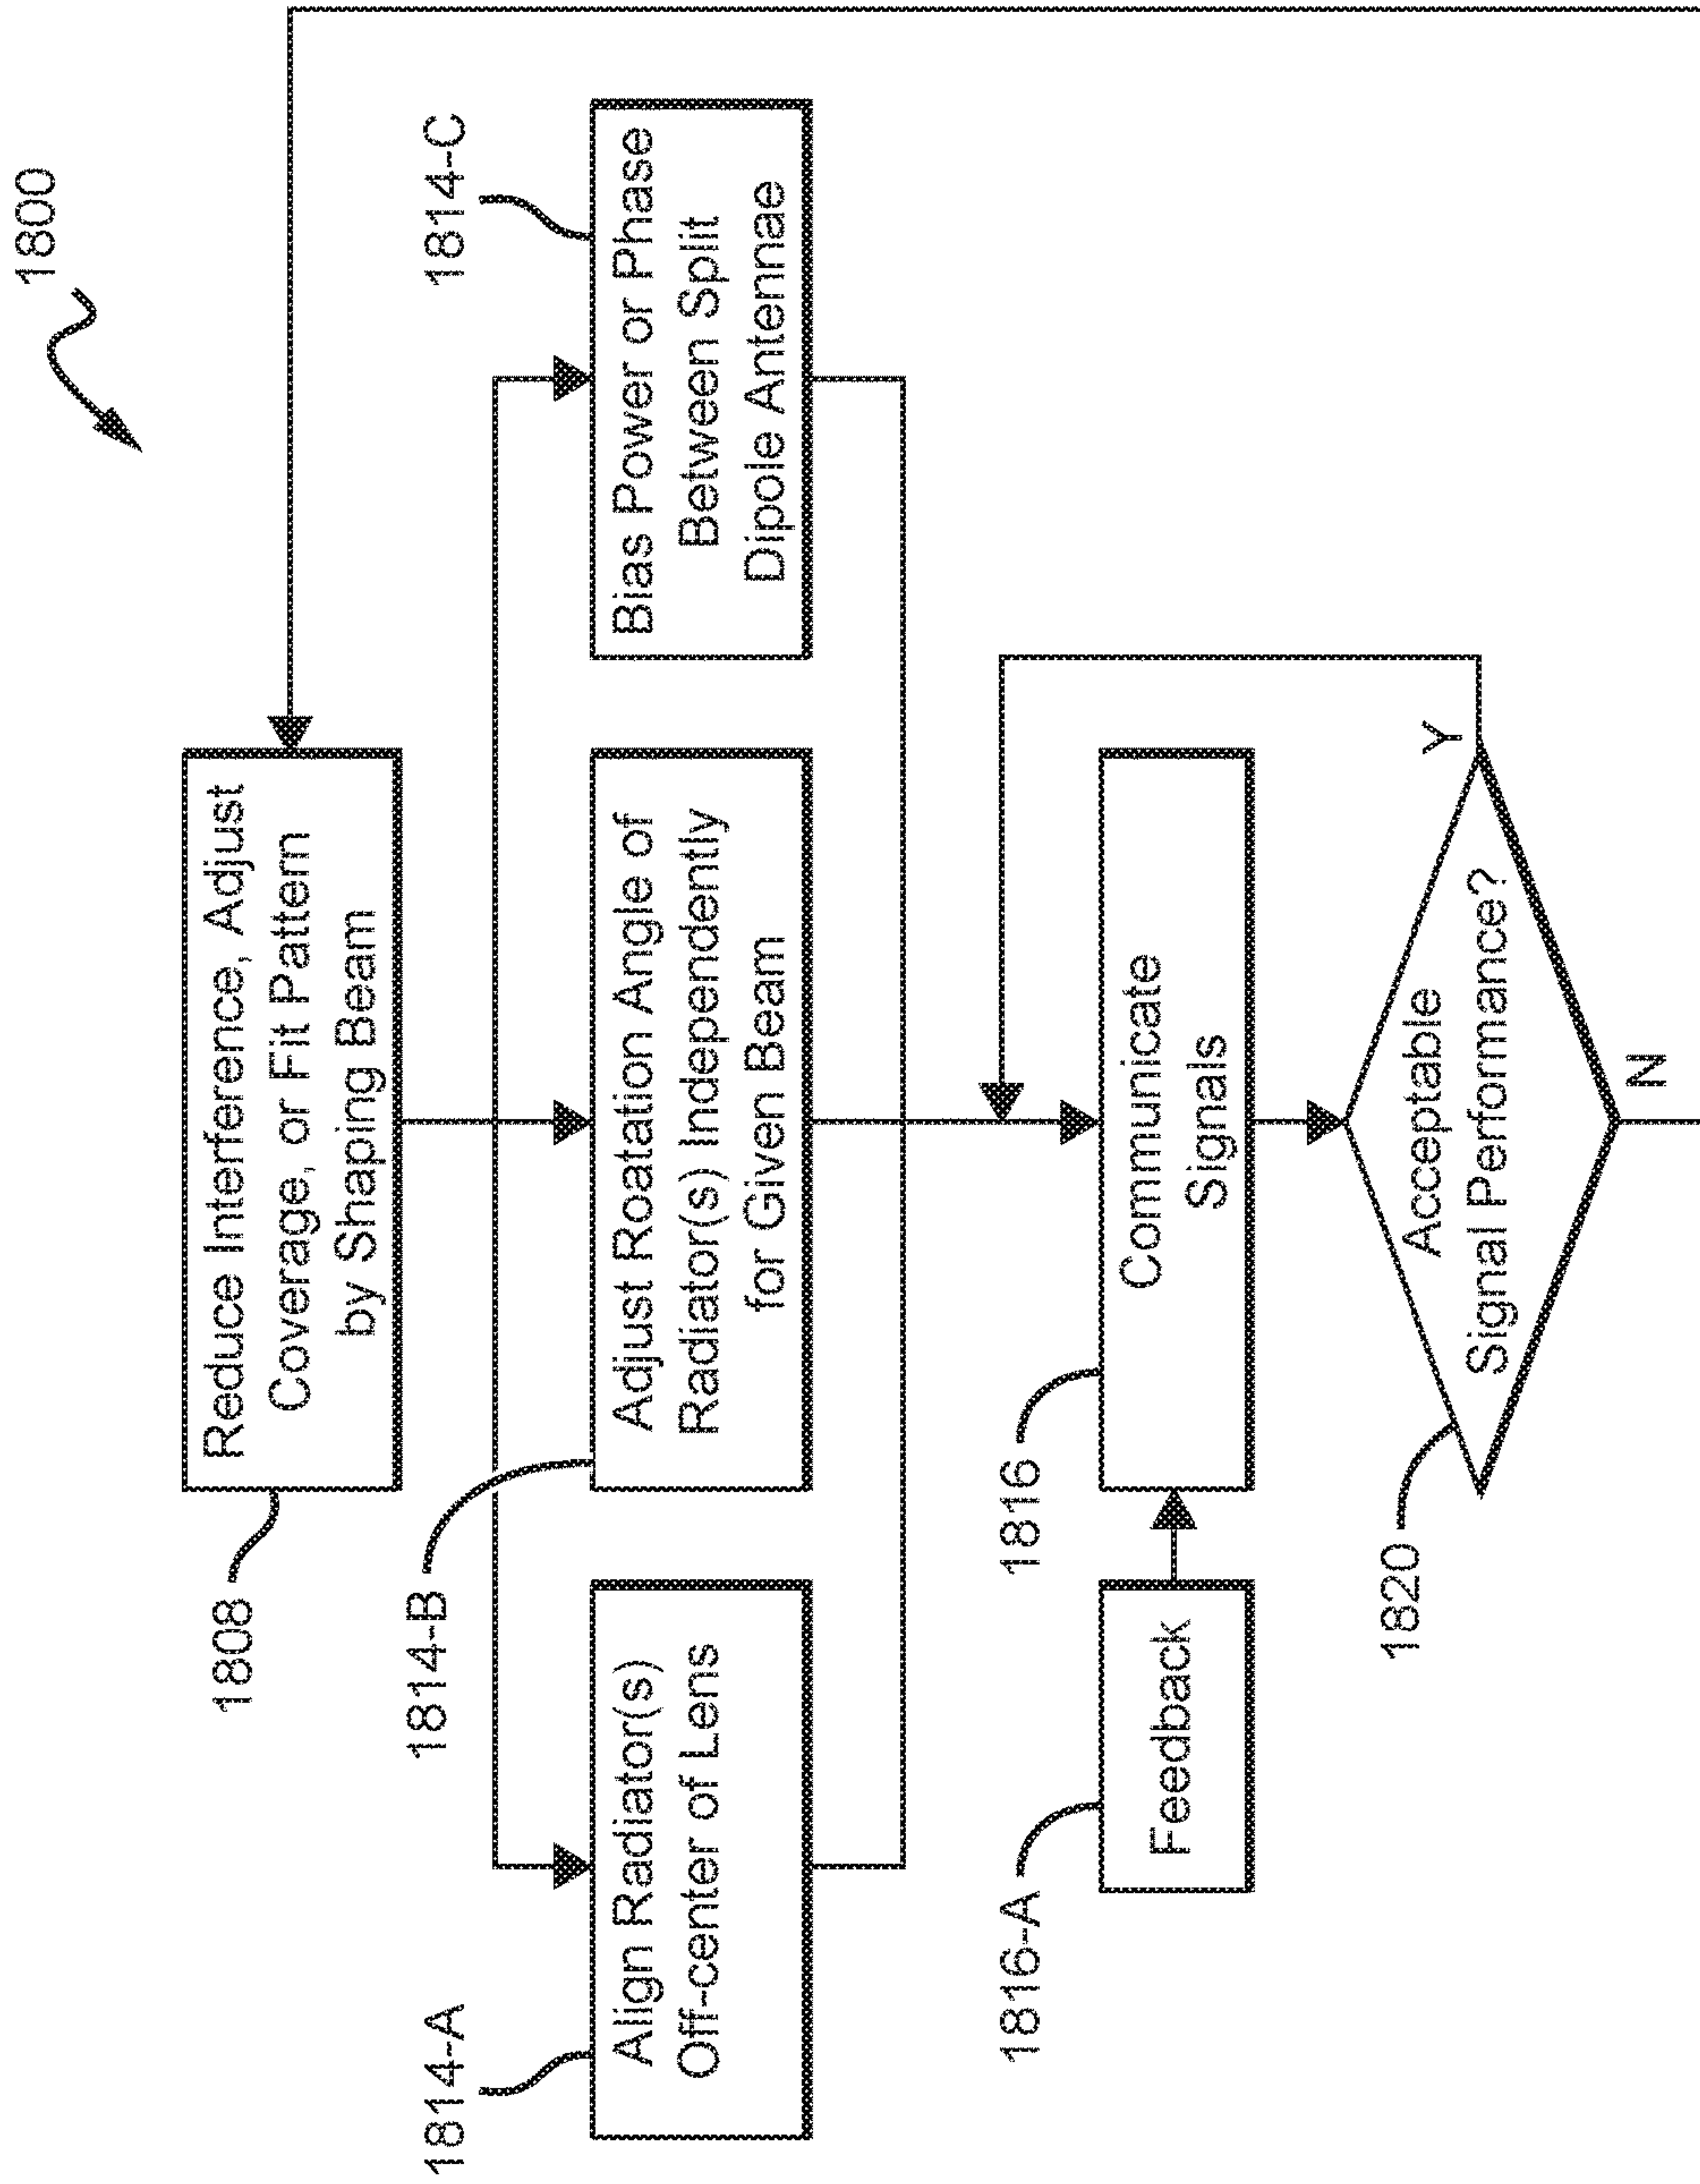 1800
1808
Reduce Interference, Adjust
Coverage, or Fit Pattern
by Shaping Beam
1814-A
Align Radiator(s)
Off-center of Lens
1814-B
Adjust Roatation Angle of
Radiator(s) Independently
for Given Beam
1814-C
Bias Power or Phase
Between Split
Dipole Antennae
1816-A
Feedback
1816
Communicate
Signals
1820
Acceptable
Signal Performance?
Y
N